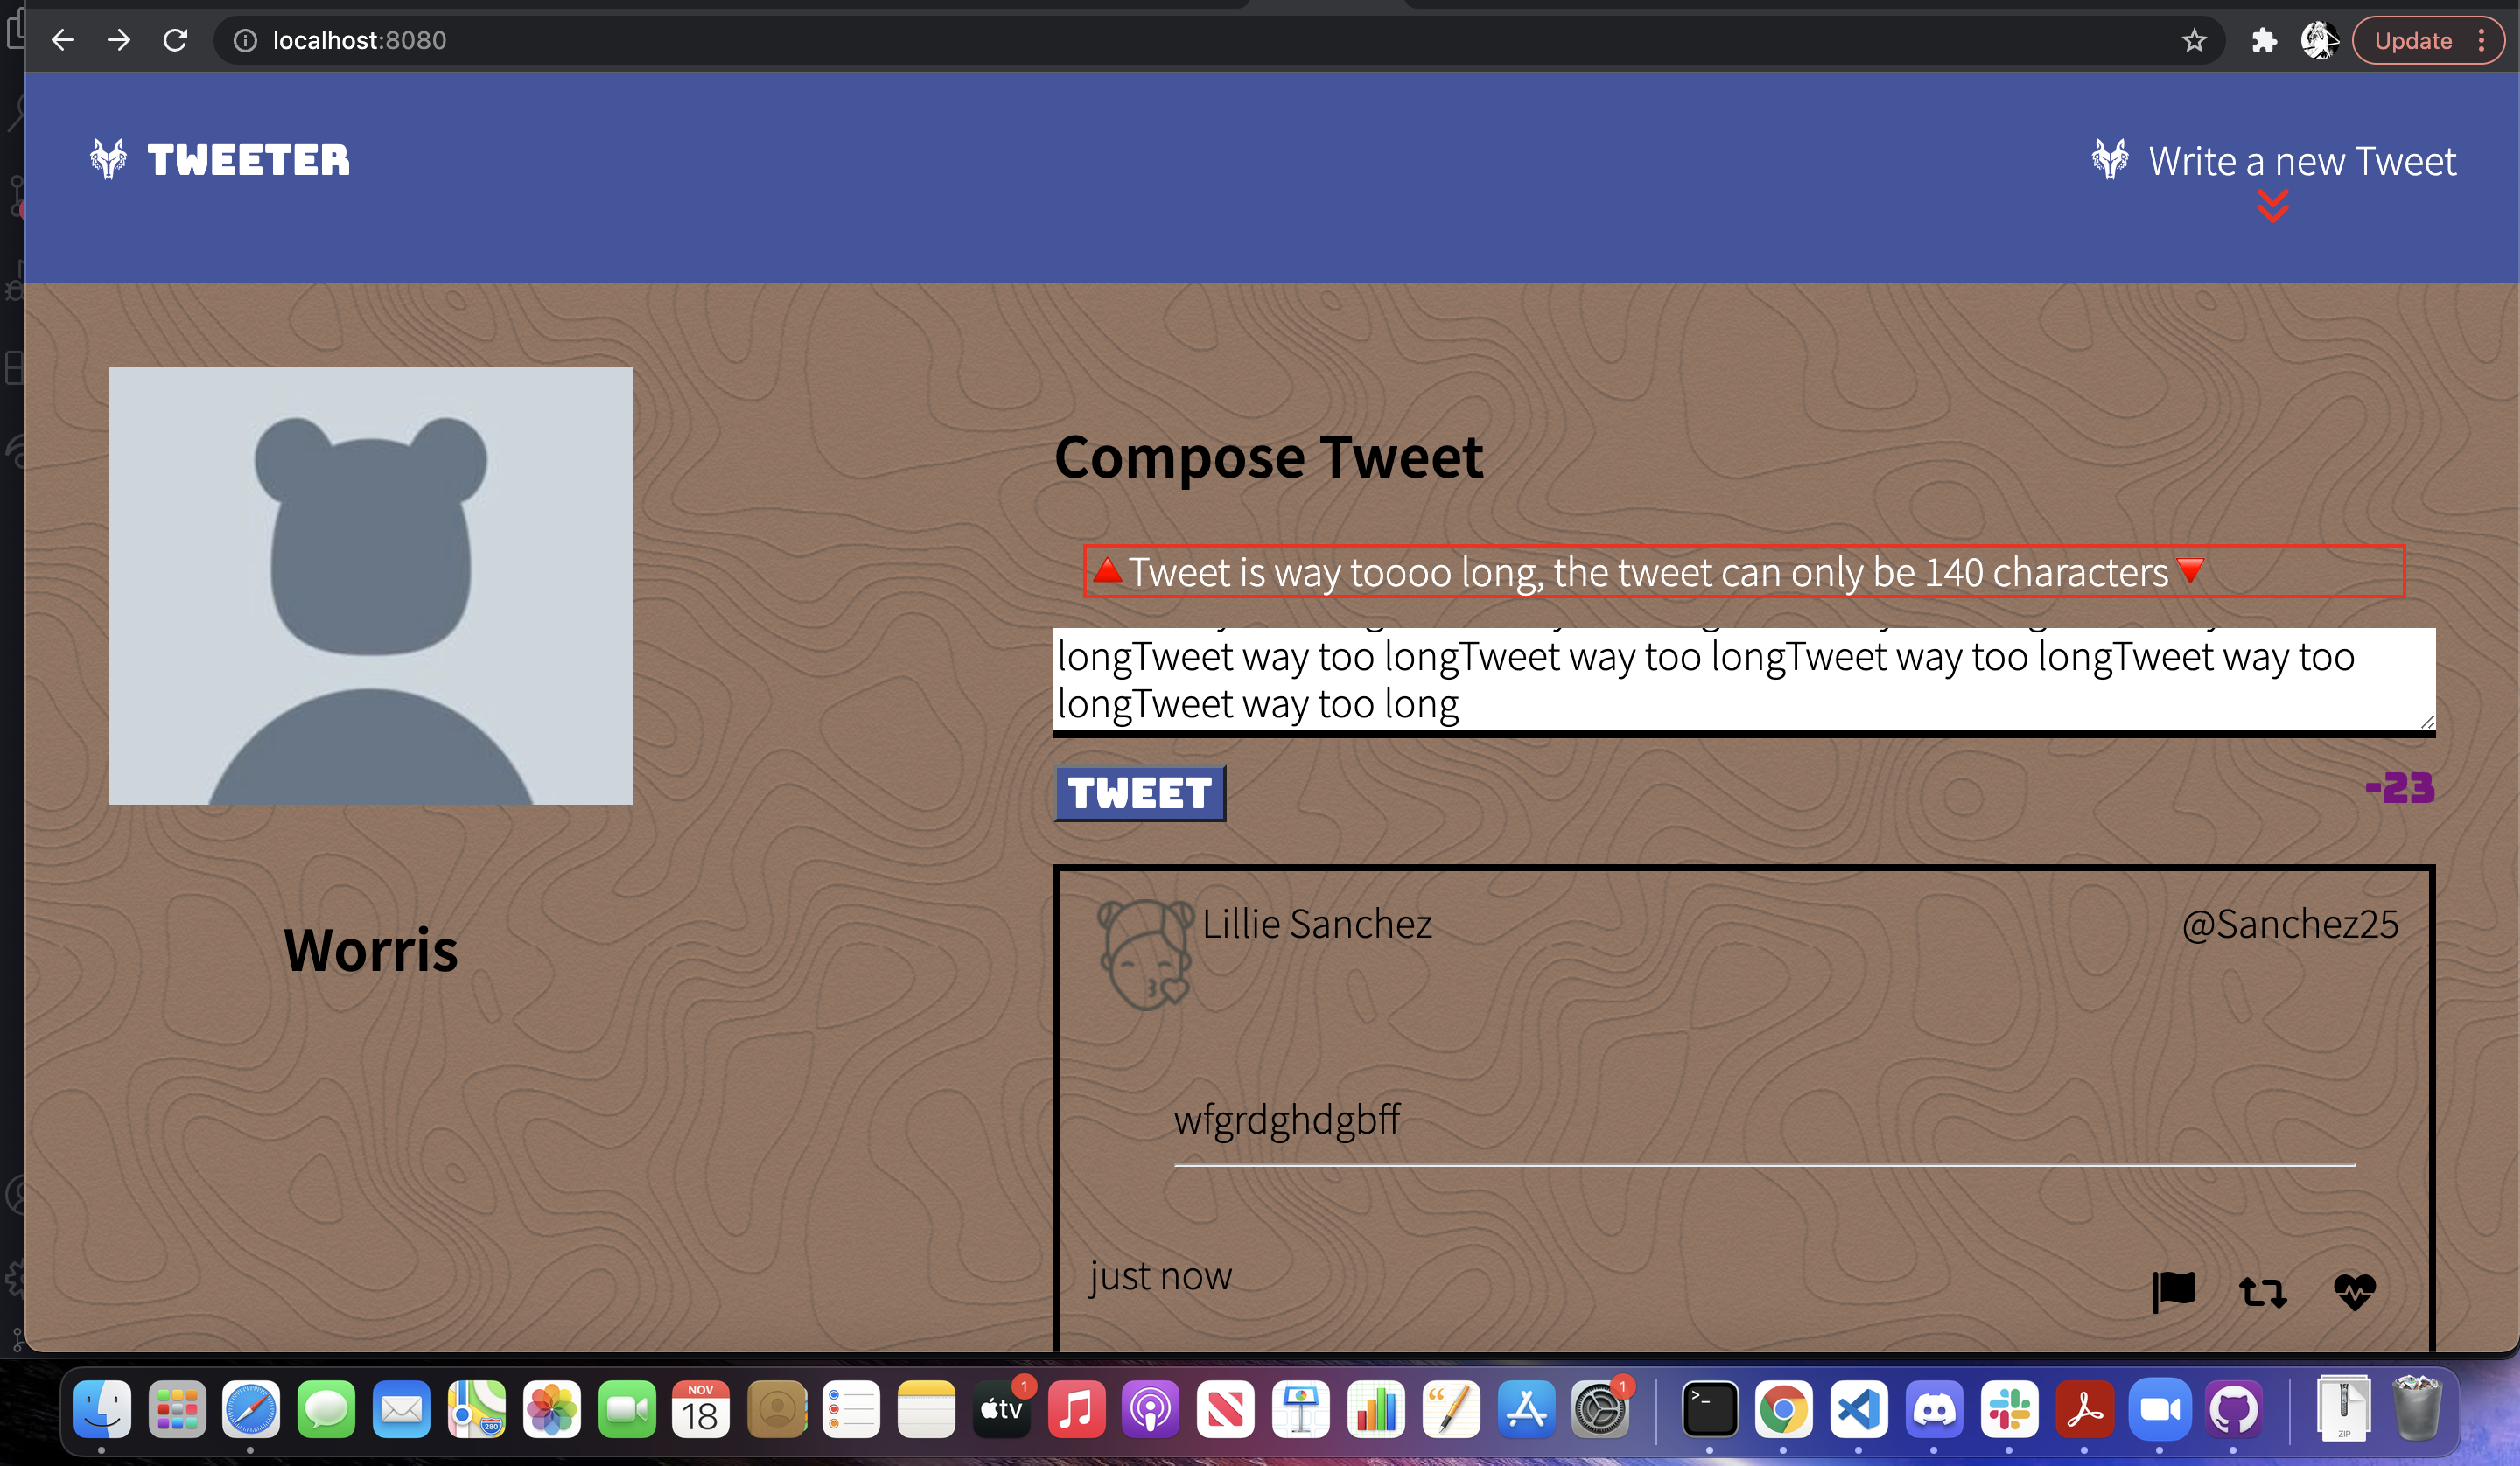 localhost:8080
Update
TWEETER
Write a new Tweet
Compose Tweet
🔺Tweet is way toooo long, the tweet can only be 140 characters🔻
longTweet way too longTweet way too longTweet way too longTweet way too
longTweet way too long
TWEET
-23
Worris
Lillie Sanchez
@Sanchez25
wfgrdghdgbff
just now
280
NOV
18
tv
1
1
>_
ZIP